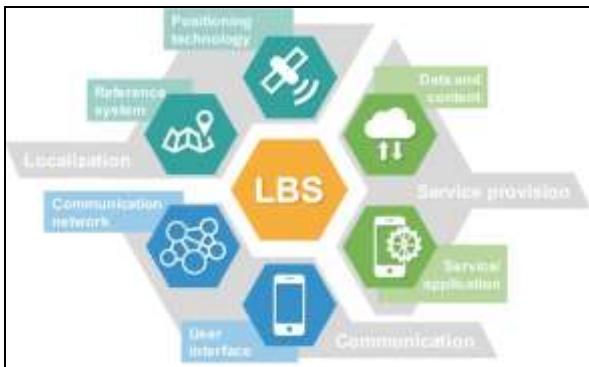 Positioning
technology
Reference
system
Data and
content
Localization
LBS
Service provision
Communication
network
Service/
application
User
interface
Communication